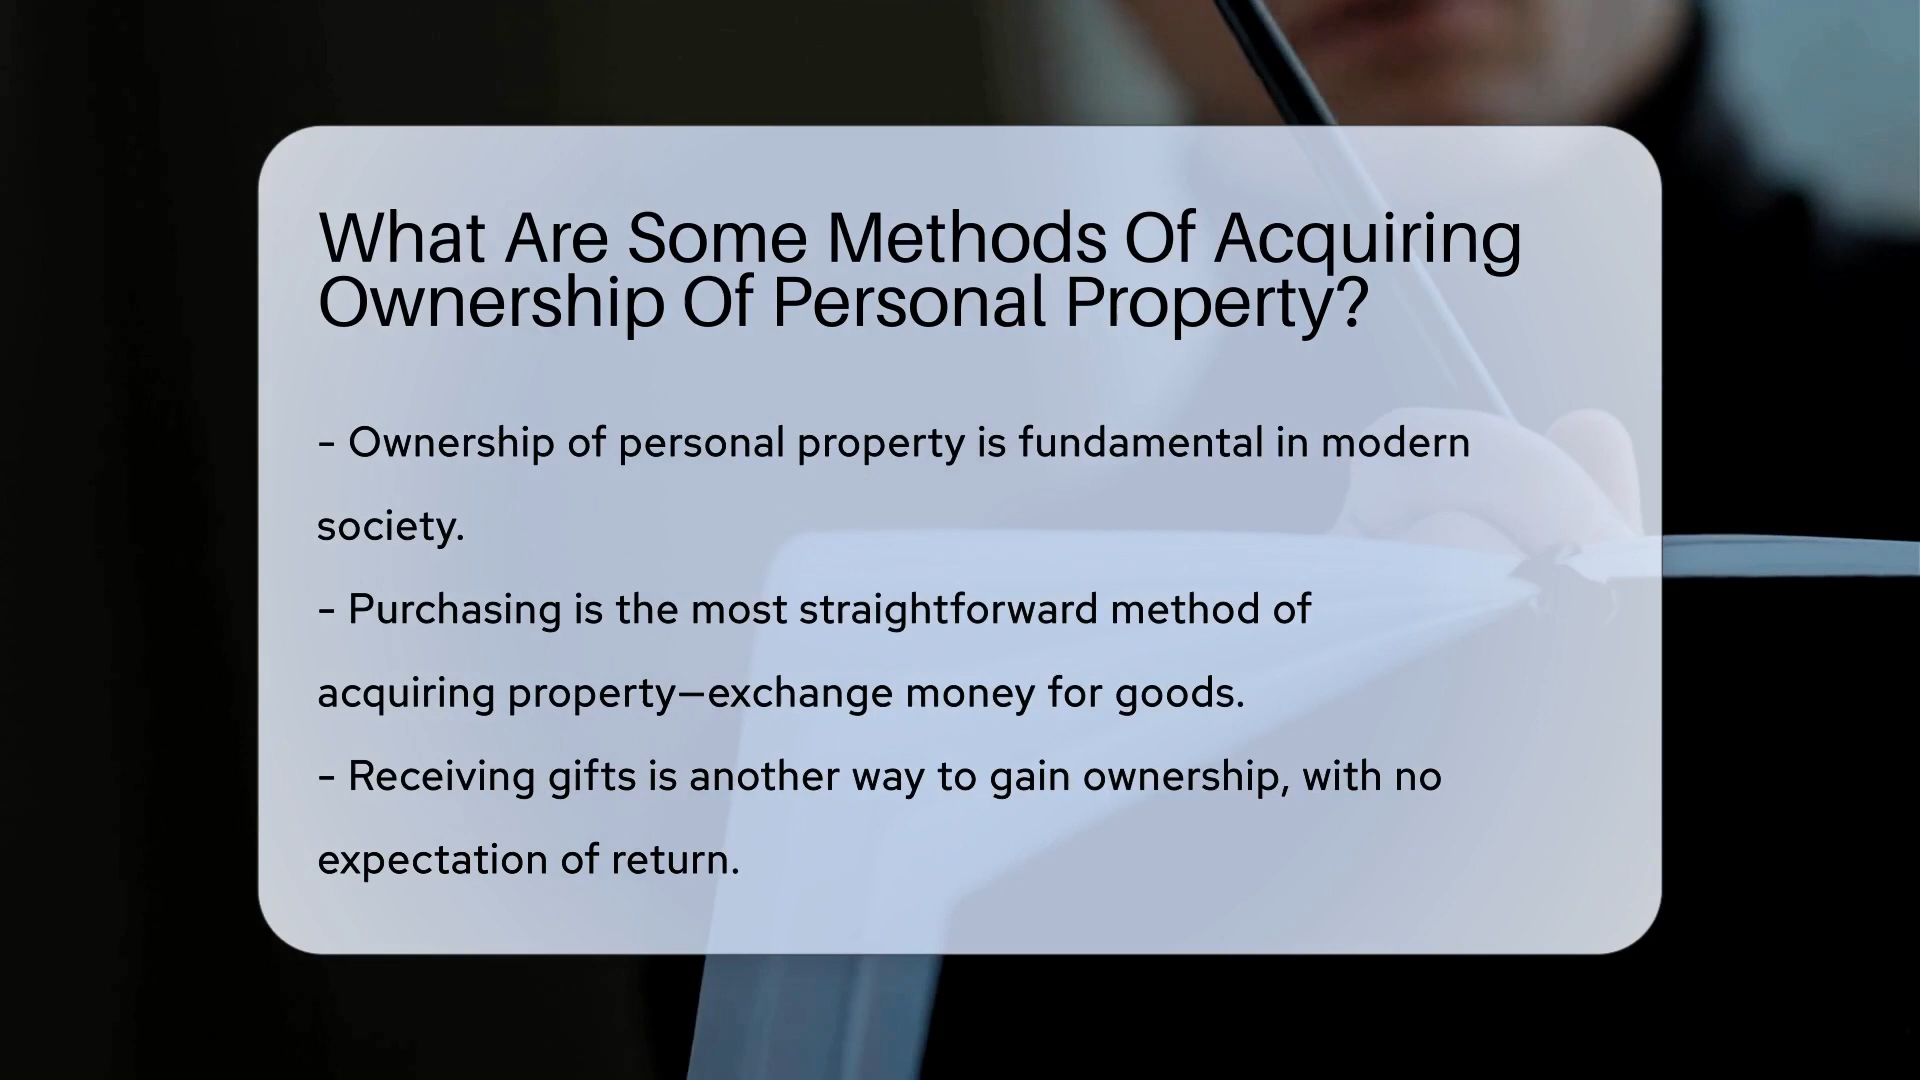 What Are Some Methods Of Acquiring
Ownership Of Personal Property?
– Ownership of personal property is fundamental in modern
society.
– Purchasing is the most straightforward method of
acquiring property—exchange money for goods.
– Receiving gifts is another way to gain ownership, with no
expectation of return.